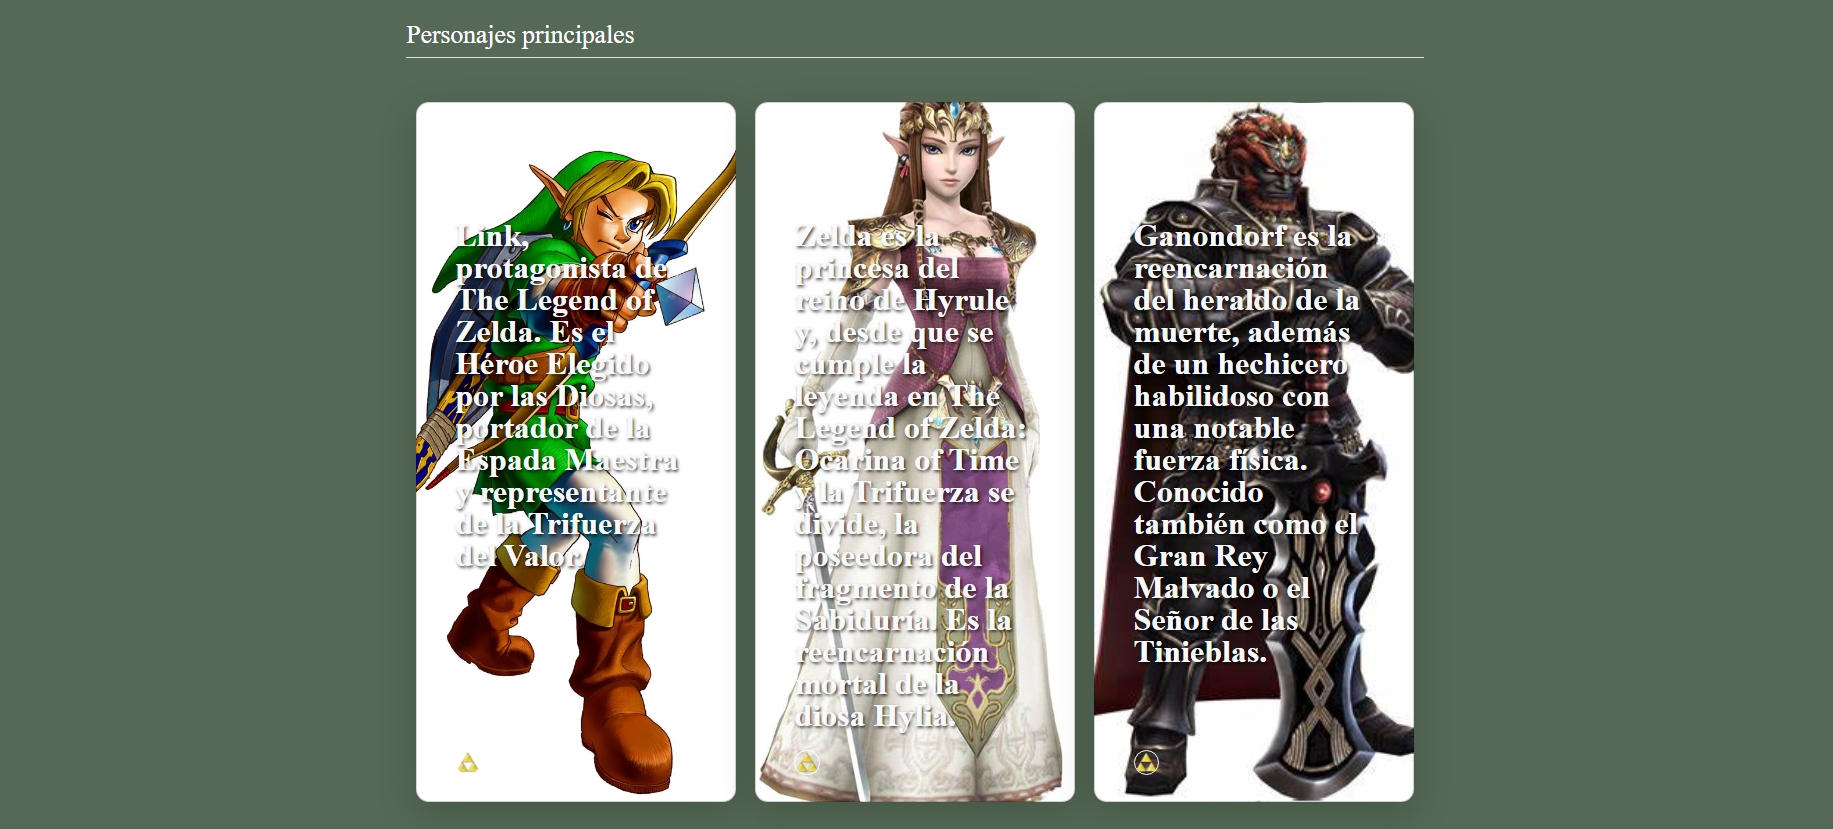 Personajes principales
Link,
protagonista de
The Legend of
Zelda. Es el
Héroe Elegido
por las Diosas,
portador de la
Espada Maestra
y representante
de la Trifuerza
del Valor.
Zelda es la
princesa del
reino de Hyrule
y, desde que se
cumple la
leyenda en The
Legend of Zelda:
Ocarina of Time
y la Trifuerza se
divide, la
poseedora del
fragmento de la
Sabiduría. Es la
reencarnación
mortal de la
diosa Hylia.
Ganondorf es la
reencarnación
del heraldo de la
muerte, además
de un hechicero
habilidoso con
una notable
fuerza física.
Conocido
también como el
Gran Rey
Malvado o el
Señor de las
Tinieblas.